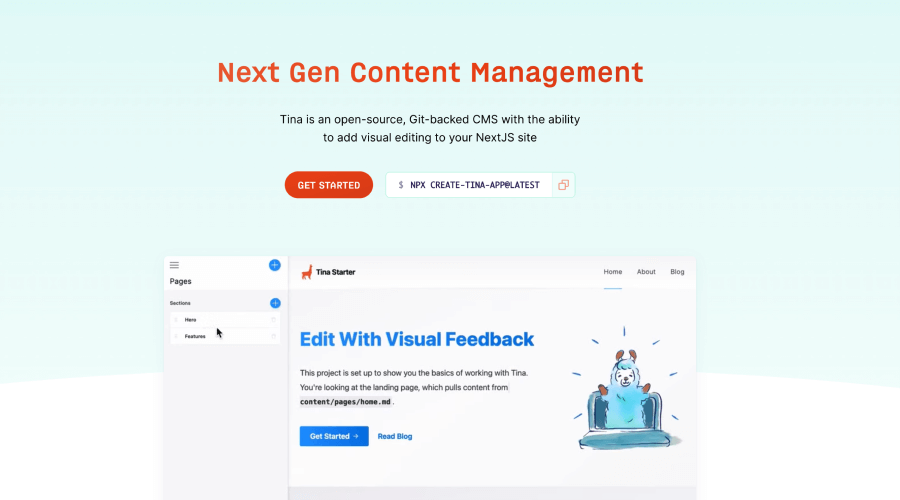 Next Gen Content Management
Tina is an open-source, Git-backed CMS with the ability
to add visual editing to your NextJS site
GET STARTED
$ NPX CREATE-TINA-APP@LATEST
Pages
Sections
Hero
Features
Tina Starter
Home About Blog
Edit With Visual Feedback
This project is set up to show you the basics of working with Tina.
You're looking at the landing page, which pulls content from
content/pages/home.md .
Get Started →
Read Blog